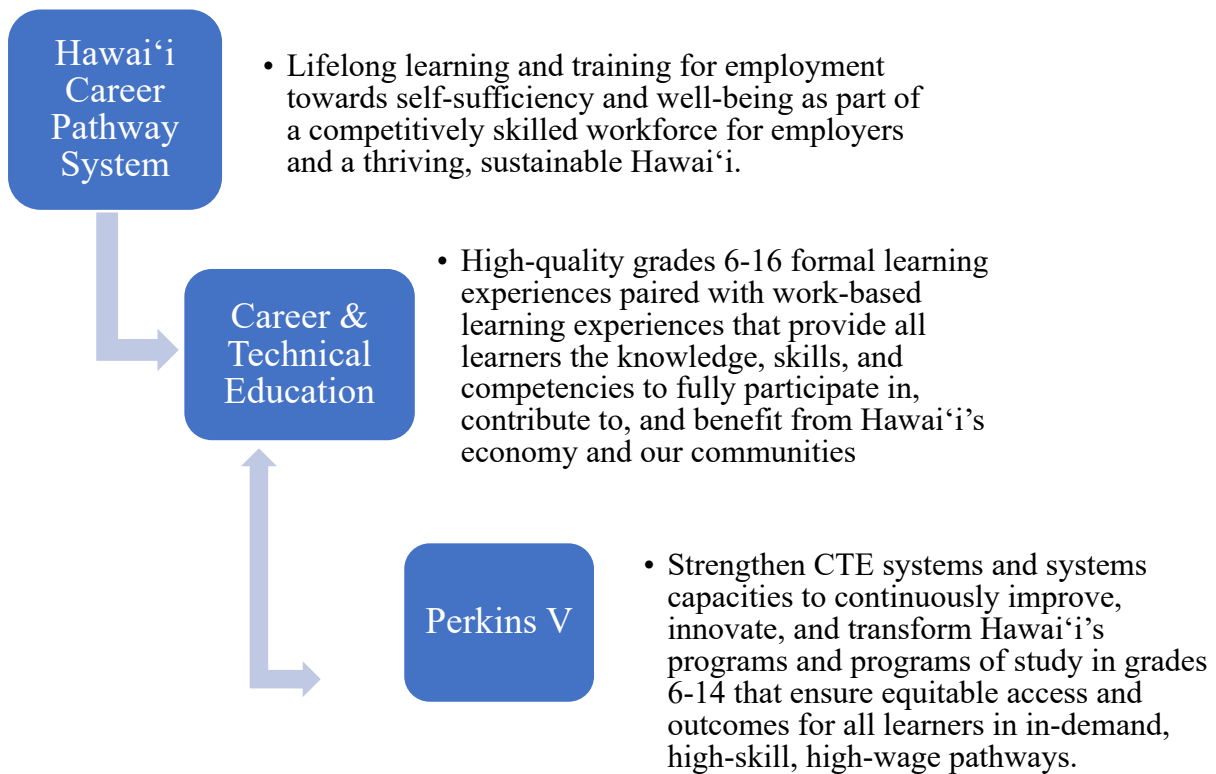 Hawaiʻi
Career
Pathway
System
• Lifelong learning and training for employment
towards self-sufficiency and well-being as part of
a competitively skilled workforce for employers
and a thriving, sustainable Hawaiʻi.
Career &
Technical
Education
• High-quality grades 6-16 formal learning
experiences paired with work-based
learning experiences that provide all
learners the knowledge, skills, and
competencies to fully participate in,
contribute to, and benefit from Hawaiʻi’s
economy and our communities
Perkins V
• Strengthen CTE systems and systems
capacities to continuously improve,
innovate, and transform Hawaiʻi’s
programs and programs of study in grades
6-14 that ensure equitable access and
outcomes for all learners in in-demand,
high-skill, high-wage pathways.